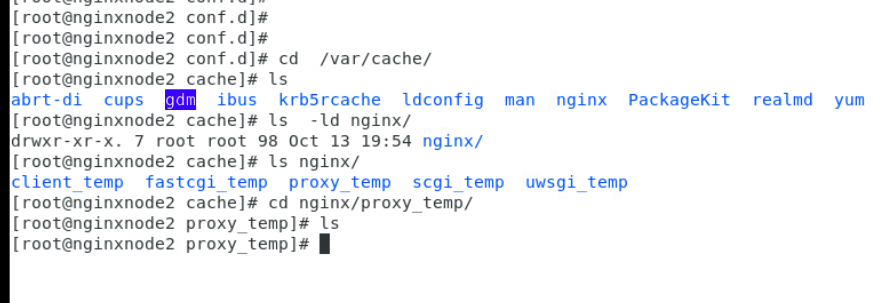 [root@nginxnode2 conf.d]#
[root@nginxnode2 conf.d]#
[root@nginxnode2 conf.d]# cd  /var/cache/
[root@nginxnode2 cache]# ls
abrt-di  cups  gdm  ibus  krb5rcache  ldconfig  man  nginx  PackageKit  realmd  yum
[root@nginxnode2 cache]# ls  -ld nginx/
drwxr-xr-x. 7 root root 98 Oct 13 19:54 nginx/
[root@nginxnode2 cache]# ls nginx/
client_temp  fastcgi_temp  proxy_temp  scgi_temp  uwsgi_temp
[root@nginxnode2 cache]# cd nginx/proxy_temp/
[root@nginxnode2 proxy_temp]# ls
[root@nginxnode2 proxy_temp]#